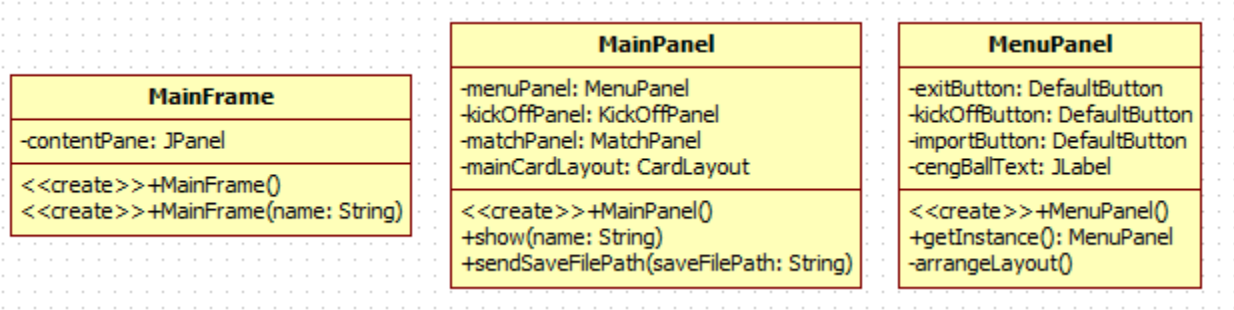 MainFrame
-contentPane: JPanel
<<create>>+MainFrame()
<<create>>+MainFrame(name: String)
MainPanel
-menuPanel: MenuPanel
-kickOffPanel: KickOffPanel
-matchPanel: MatchPanel
-mainCardLayout: CardLayout
<<create>>+MainPanel()
+show(name: String)
+sendSaveFilePath(saveFilePath: String)
MenuPanel
-exitButton: DefaultButton
-kickOffButton: DefaultButton
-importButton: DefaultButton
-cengBallText: JLabel
<<create>>+MenuPanel()
+getInstance(): MenuPanel
-arrangeLayout()